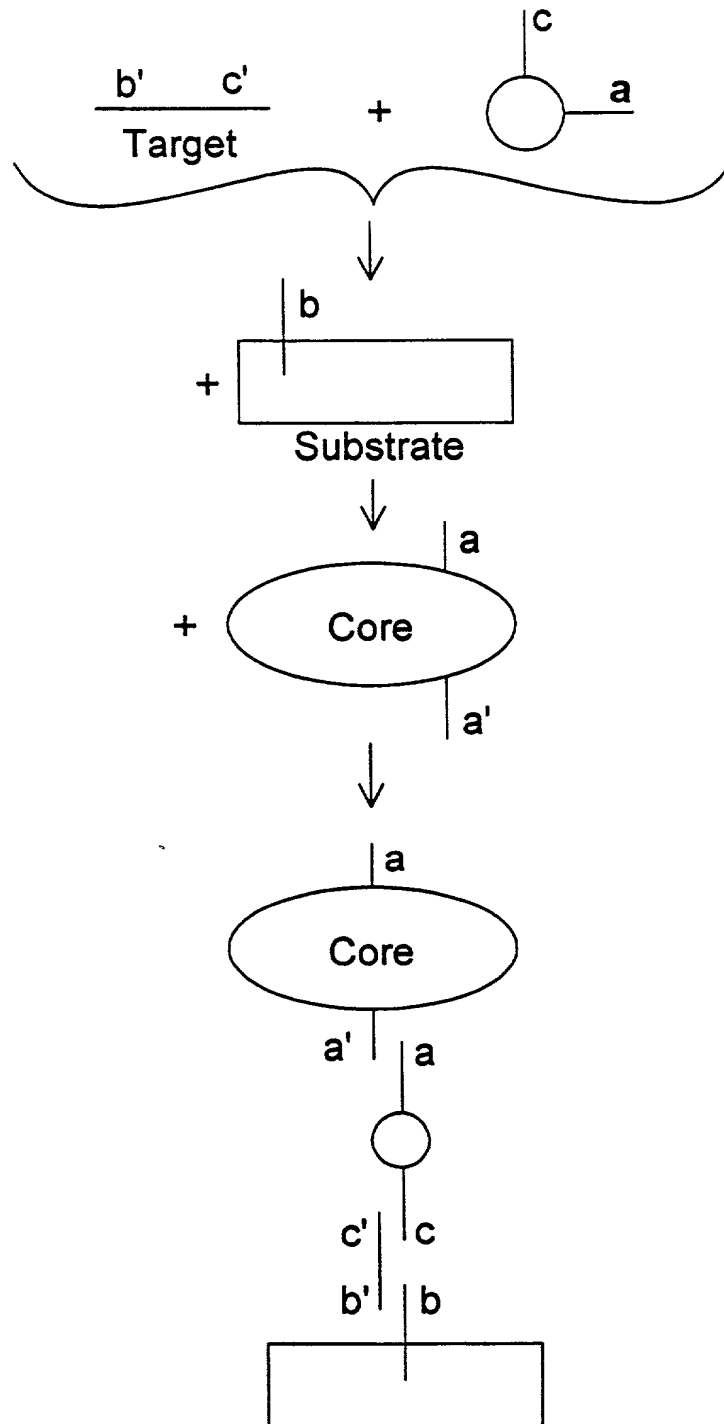 c
b' c' + a
Target
b
+
Substrate
a
+ Core
a'
a
Core
a' a
c' c
b' b